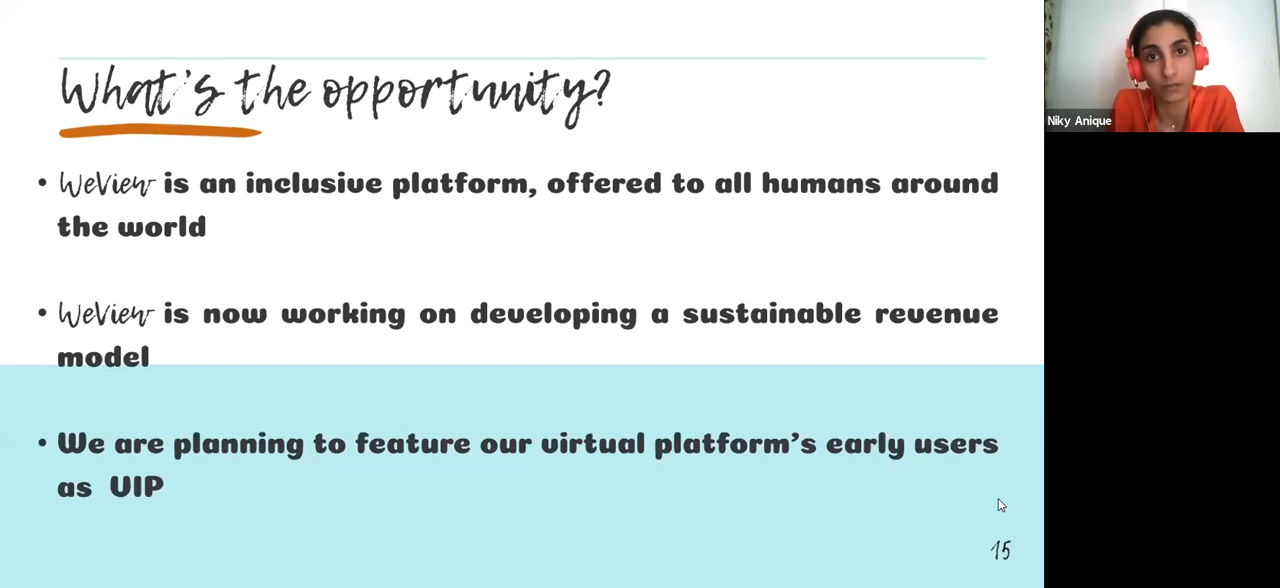 What's the opportunity?
Niky Anique
• WeView is an inclusive platform, offered to all humans around
the world
• WeView is now working on developing a sustainable revenue
model
• We are planning to feature our virtual platform's early users
as VIP
15